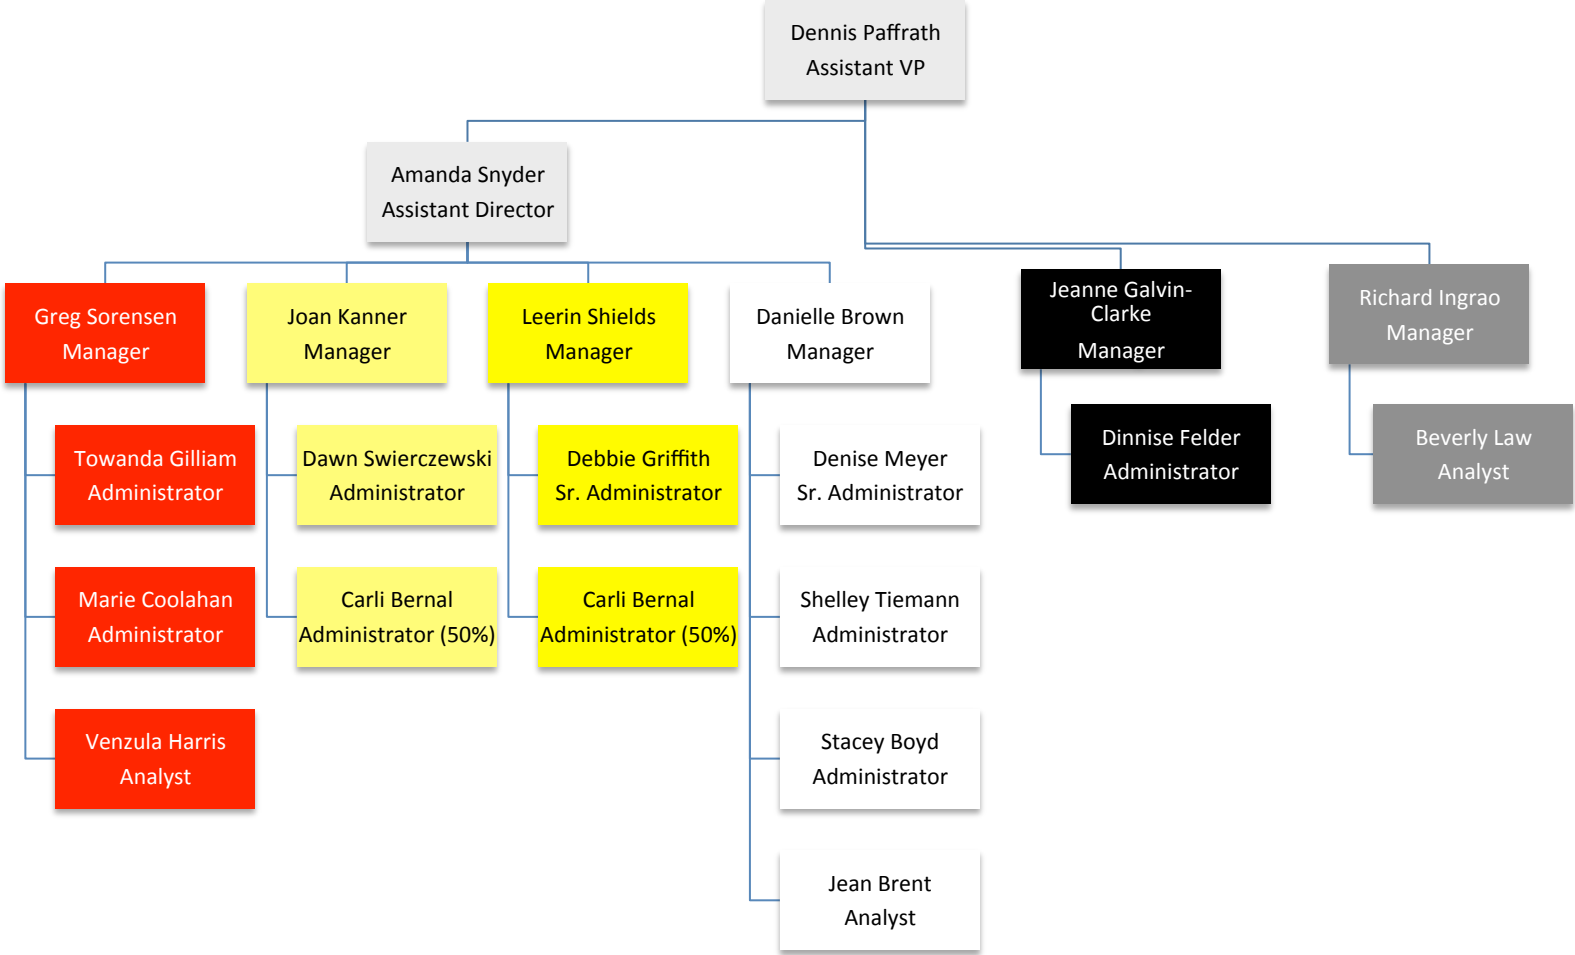 Dennis Paffrath
Assistant VP
Amanda Snyder
Assistant Director
Greg Sorensen
Manager
Joan Kanner
Manager
Leerin Shields
Manager
Danielle Brown
Manager
Jeanne Galvin-
Clarke
Manager
Richard Ingrao
Manager
Towanda Gilliam
Administrator
Dawn Swierczewski
Administrator
Debbie Griffith
Sr. Administrator
Denise Meyer
Sr. Administrator
Dinnise Felder
Administrator
Beverly Law
Analyst
Marie Coolahan
Administrator
Carli Bernal
Administrator (50%)
Carli Bernal
Administrator (50%)
Shelley Tiemann
Administrator
Venzula Harris
Analyst
Stacey Boyd
Administrator
Jean Brent
Analyst